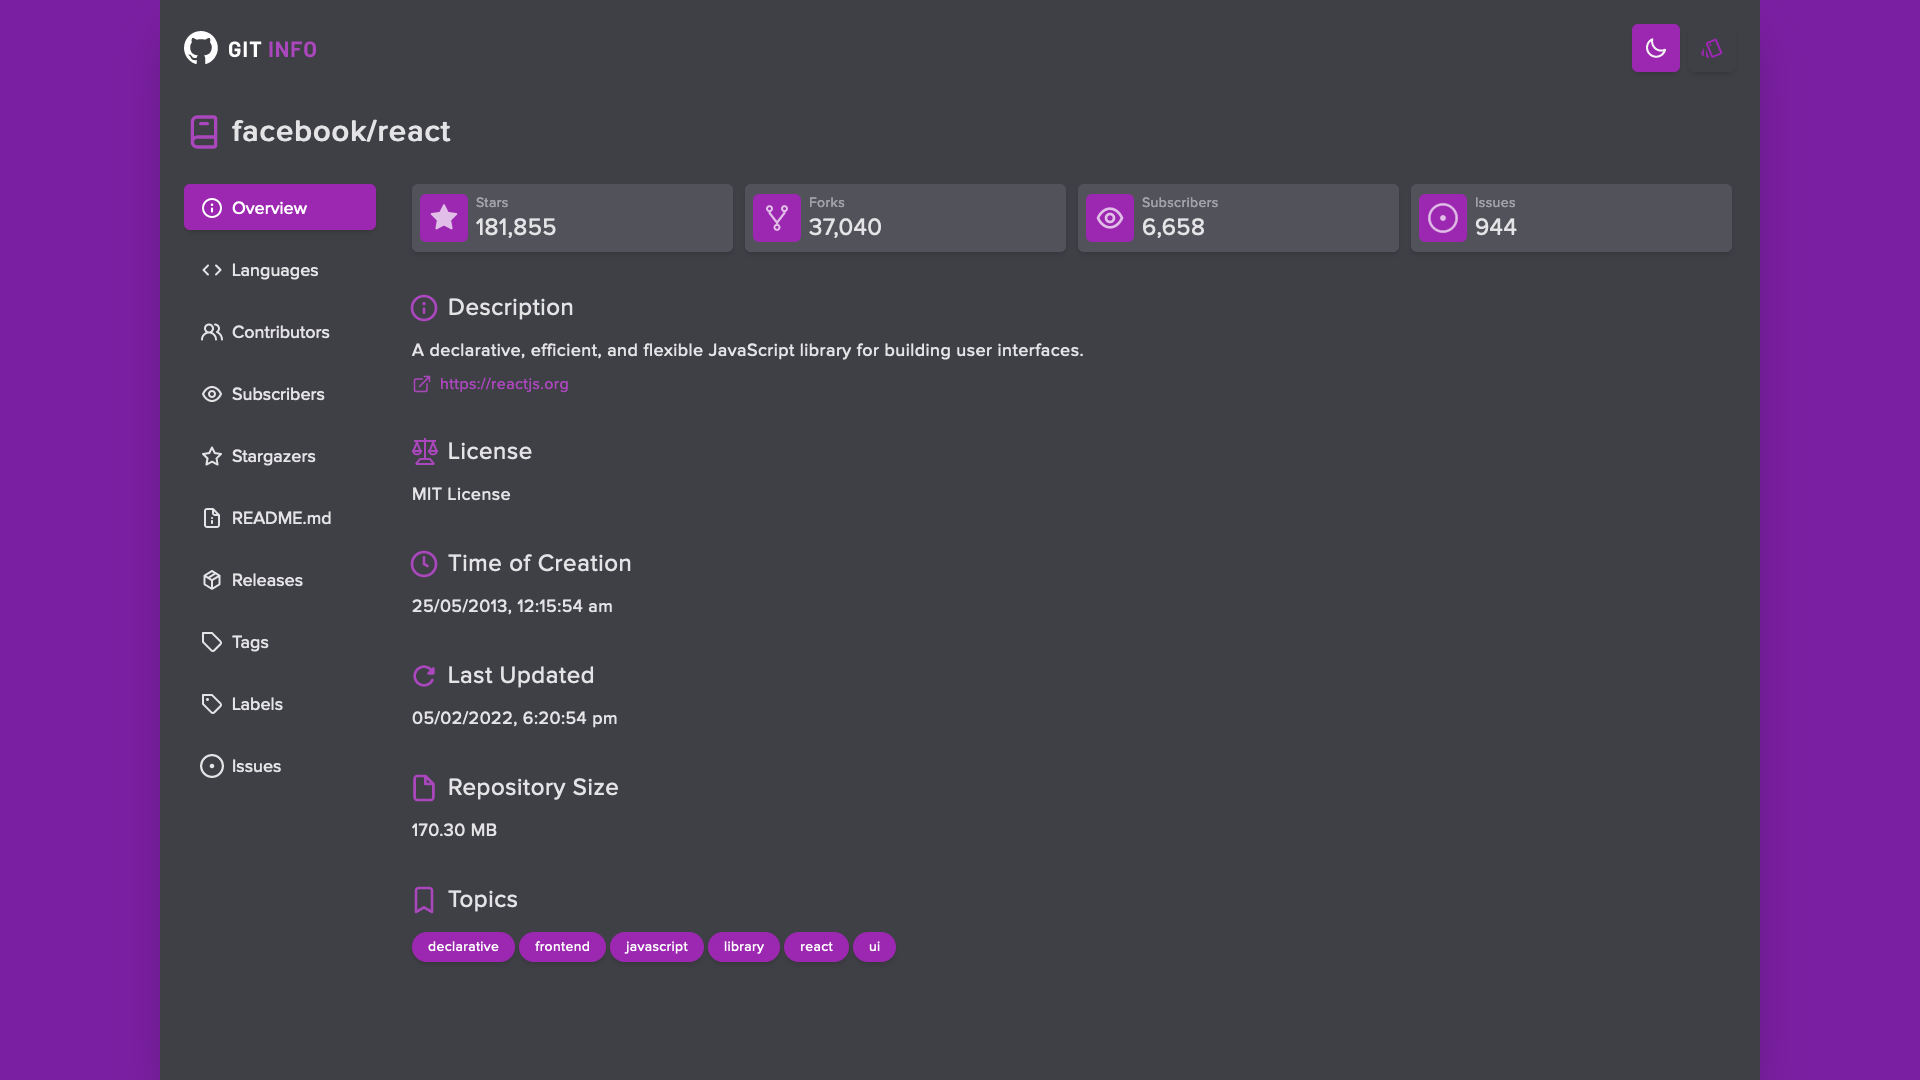 GIT INFO
facebook/react
Overview
Languages
Contributors
Subscribers
Stargazers
README.md
Releases
Tags
Labels
Issues
Stars
181,855
Forks
37,040
Subscribers
6,658
Issues
944
Description
A declarative, efficient, and flexible JavaScript library for building user interfaces.
https://reactjs.org
License
MIT License
Time of Creation
25/05/2013, 12:15:54 am
Last Updated
05/02/2022, 6:20:54 pm
Repository Size
170.30 MB
Topics
declarative frontend javascript library react ui